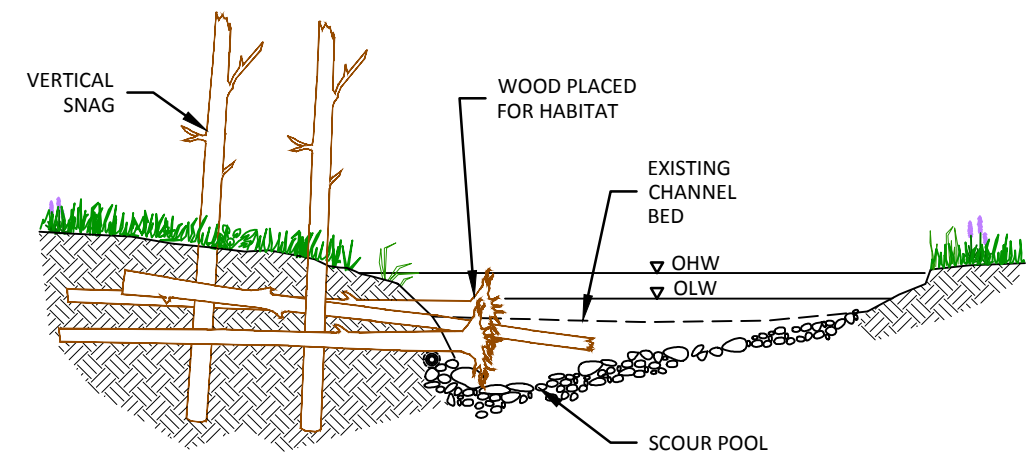 VERTICAL
SNAG
WOOD PLACED
FOR HABITAT
EXISTING
CHANNEL
BED
OHW
OLW
SCOUR POOL